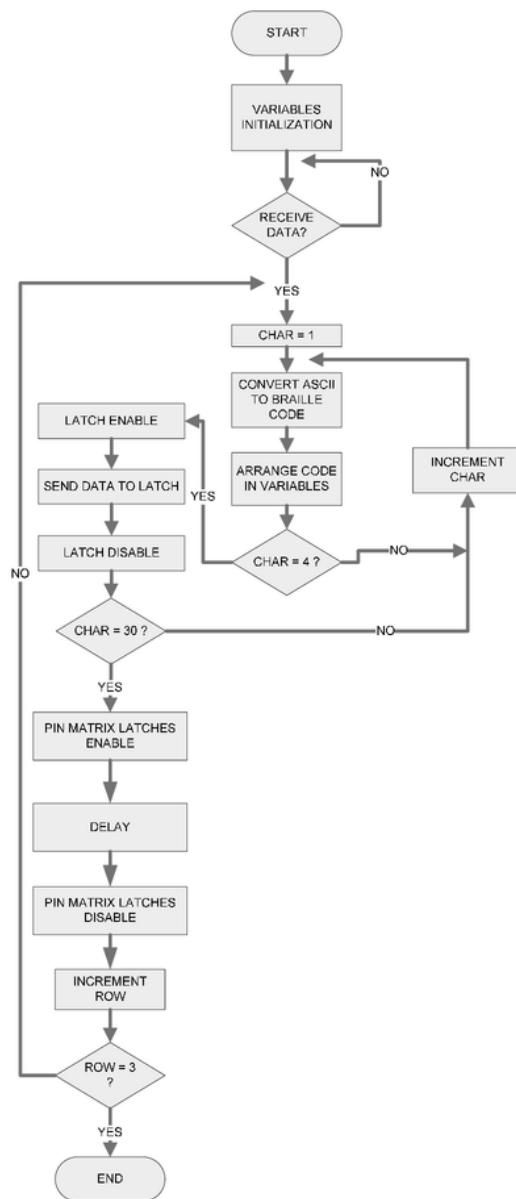 START
VARIABLES
INITIALIZATION
NO
RECEIVE
DATA?
YES
CHAR = 1
CONVERT ASCII
TO BRAILLE
CODE
LATCH ENABLE
ARRANGE CODE
IN VARIABLES
INCREMENT
CHAR
SEND DATA TO LATCH
YES
LATCH DISABLE
CHAR = 4 ?
NO
NO
CHAR = 30 ?
NO
YES
PIN MATRIX LATCHES
ENABLE
DELAY
PIN MATRIX LATCHES
DISABLE
INCREMENT
ROW
ROW = 3
?
YES
END